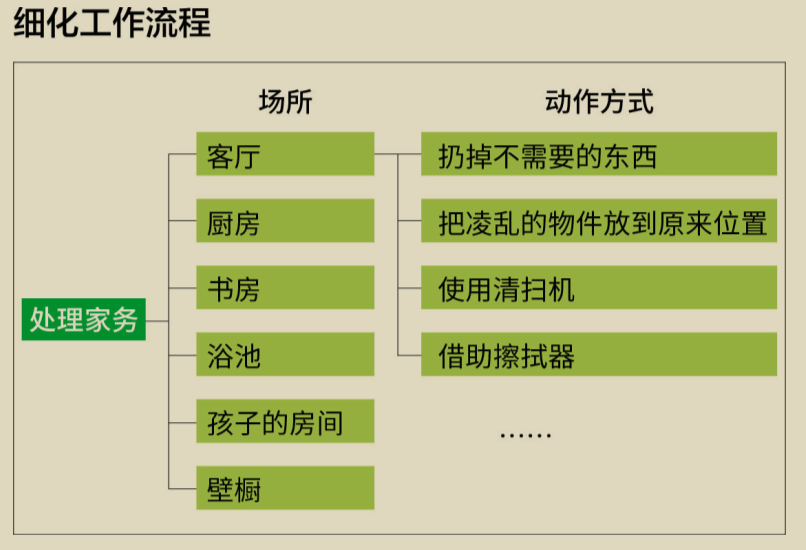 细化工作流程
场所
动作方式
处理家务
客厅
厨房
书房
浴池
孩子的房间
壁橱
扔掉不需要的东西
把凌乱的物件放到原来位置
使用清扫机
借助擦拭器
……